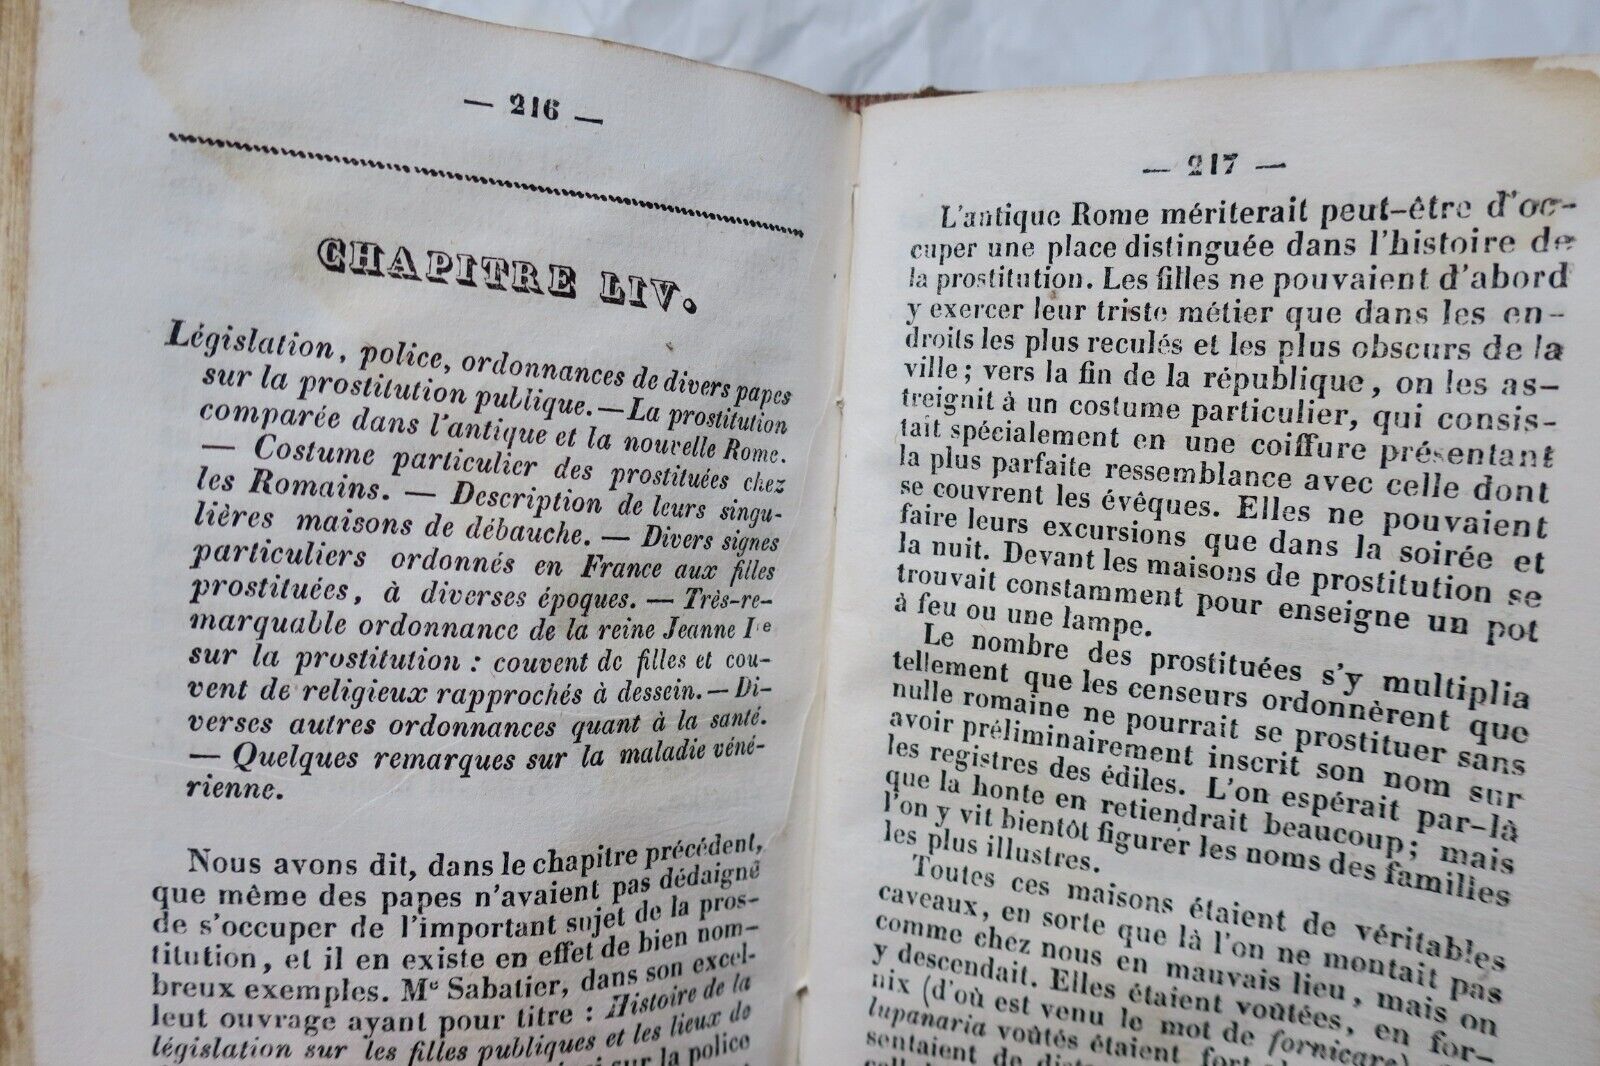 — 216 —
CHAPITRE LIV.
Législation, police, ordonnances de divers papes
sur la prostitution publique. — La prostitution
comparée dans l'antique et la nouvelle Rome.
— Costume particulier des prostituées chez
les Romains. — Description de leurs singu-
lières maisons de débauche. — Divers signes
particuliers ordonnés en France aux filles
prostituées, à diverses époques. — Très-re-
marquable ordonnance de la reine Jeanne Ire
sur la prostitution : couvent de filles et cou-
vent de religieux rapprochés à dessein. — Di-
verses autres ordonnances quant à la santé.
— Quelques remarques sur la maladie véné-
rienne.
Nous avons dit, dans le chapitre précédent,
que même des papes n'avaient pas dédaigné
de s'occuper de l'important sujet de la pros-
titution, et il en existe en effet de bien nom-
breux exemples. Me Sabatier, dans son excel-
lent ouvrage ayant pour titre : Histoire de la
législation sur les filles publiques et les lieux de
sur la police
— 217 —
L'antique Rome mériterait peut-être d'oc-
cuper une place distinguée dans l'histoire de
la prostitution. Les filles ne pouvaient d'abord
y exercer leur triste métier que dans les en-
droits les plus reculés et les plus obscurs de la
ville ; vers la fin de la république, on les as-
treignit à un costume particulier, qui consis-
tait spécialement en une coiffure présentant
la plus parfaite ressemblance avec celle dont
se couvrent les évêques. Elles ne pouvaient
faire leurs excursions que dans la soirée et
la nuit. Devant les maisons de prostitution se
trouvait constamment pour enseigne un pot
à feu ou une lampe.
Le nombre des prostituées s'y multiplia
tellement que les censeurs ordonnèrent que
nulle romaine ne pourrait se prostituer sans
avoir préliminairement inscrit son nom sur
les registres des édiles. L'on espérait par-là
que la honte en retiendrait beaucoup ; mais
l'on y vit bientôt figurer les noms des familles
les plus illustres.
Toutes ces maisons étaient de véritables
caveaux, en sorte que là l'on ne montait pas
comme chez nous en mauvais lieu, mais on
y descendait. Elles étaient voûtées, en for-
nix (d'où est venu le mot de fornicare)
lupanaria voûtés étaient fort
sentaient de